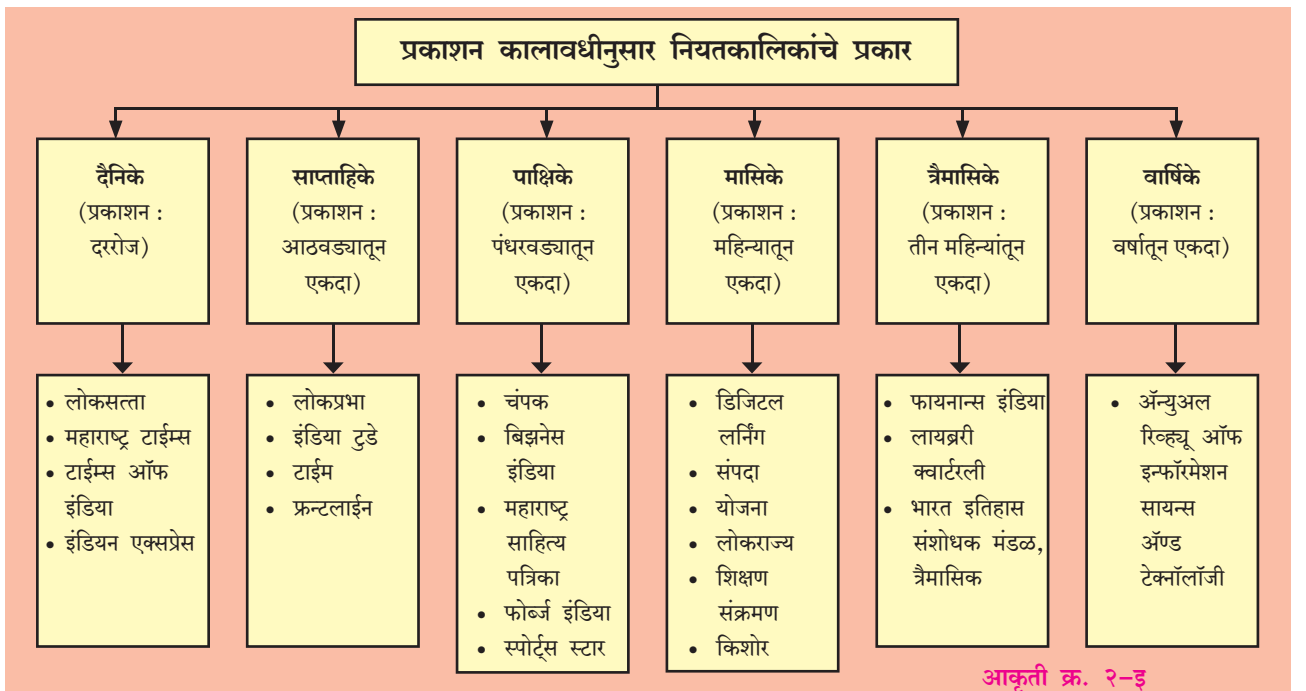 प्रकाशन कालावधीनुसार नियतकालिकांचे प्रकार
दैनिके
(प्रकाशन :
दररोज)
साप्ताहिके
(प्रकाशन :
आठवड्यातून
एकदा)
पाक्षिके
(प्रकाशन :
पंधरवड्यातून
एकदा)
मासिके
(प्रकाशन :
महिन्यातून
एकदा)
त्रैमासिके
(प्रकाशन :
तीन महिन्यांतून
एकदा)
वार्षिके
(प्रकाशन :
वर्षातून एकदा)
• लोकसत्ता
• महाराष्ट्र टाईम्स
• टाईम्स ऑफ
इंडिया
• इंडियन एक्सप्रेस
• लोकप्रभा
• इंडिया टुडे
• टाईम
• फ्रन्टलाईन
• चंपक
• बिझनेस
इंडिया
• महाराष्ट्र
साहित्य
पत्रिका
• फोर्ब्ज इंडिया
• स्पोर्ट्स स्टार
• डिजिटल
लर्निंग
• संपदा
• योजना
• लोकराज्य
• शिक्षण
संक्रमण
• किशोर
• फायनान्स इंडिया
• लायब्ररी
क्वार्टरली
• भारत इतिहास
संशोधक मंडळ,
त्रैमासिक
• ॲन्युअल
रिव्ह्यू ऑफ
इन्फॉरमेशन
सायन्स
ॲण्ड
टेक्नॉलॉजी
आकृती क्र. २-इ